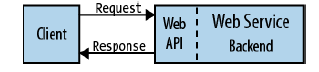 Request
Client
Response
Web
API
Web Service
Backend